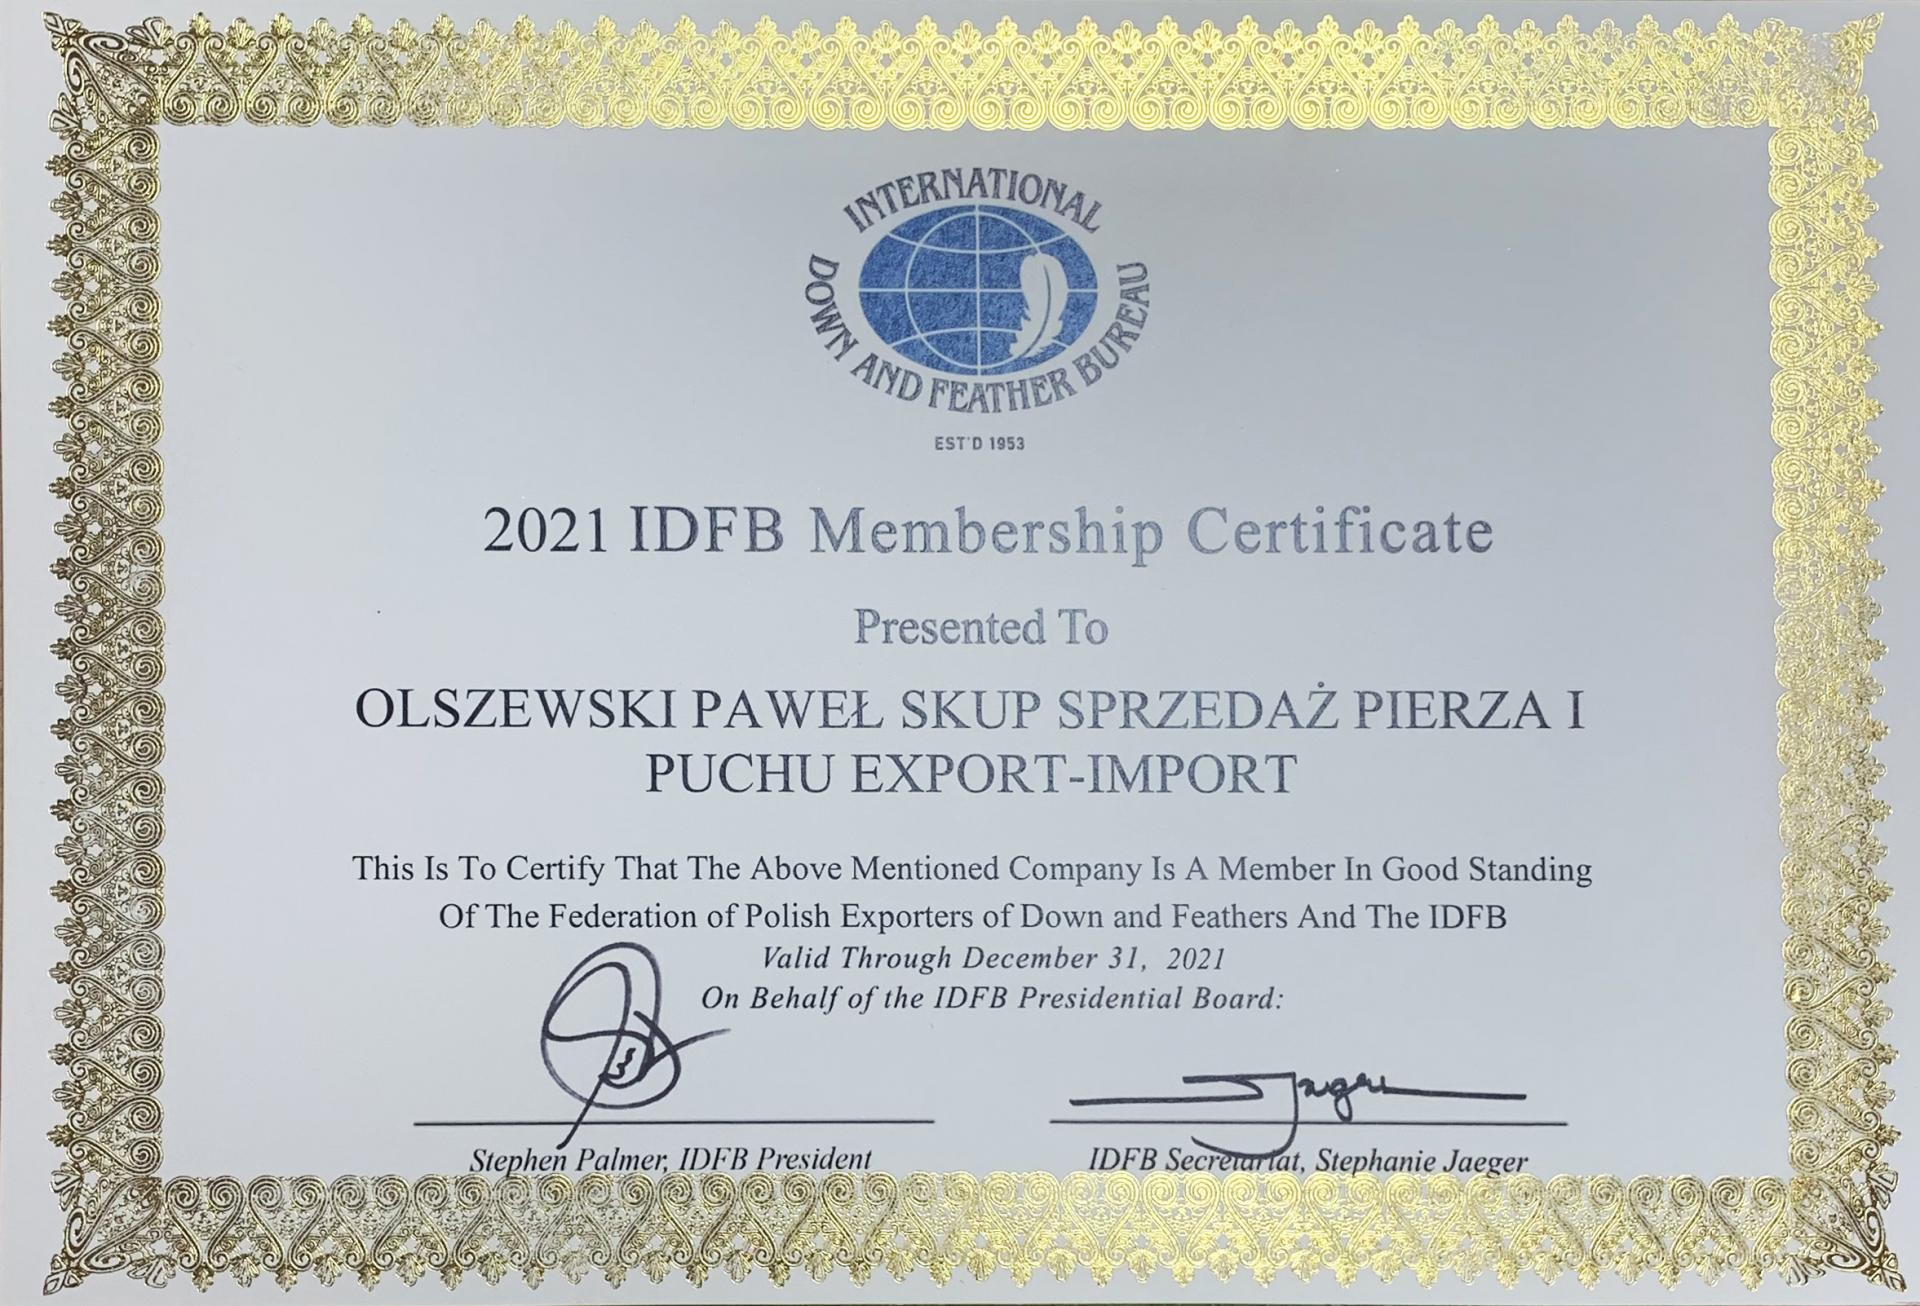 INTERNATIONAL
DOWN AND FEATHER BUREAU
EST'D 1953
2021 IDFB Membership Certificate
Presented To
OLSZEWSKI PAWEŁ SKUP SPRZEDAŻ PIERZA I
PUCHU EXPORT-IMPORT
This Is To Certify That The Above Mentioned Company Is A Member In Good Standing
Of The Federation of Polish Exporters of Down and Feathers And The IDFB
Valid Through December 31, 2021
On Behalf of the IDFB Presidential Board:
Jaeger
Stephen Palmer, IDFB President
IDFB Secretariat, Stephanie Jaeger